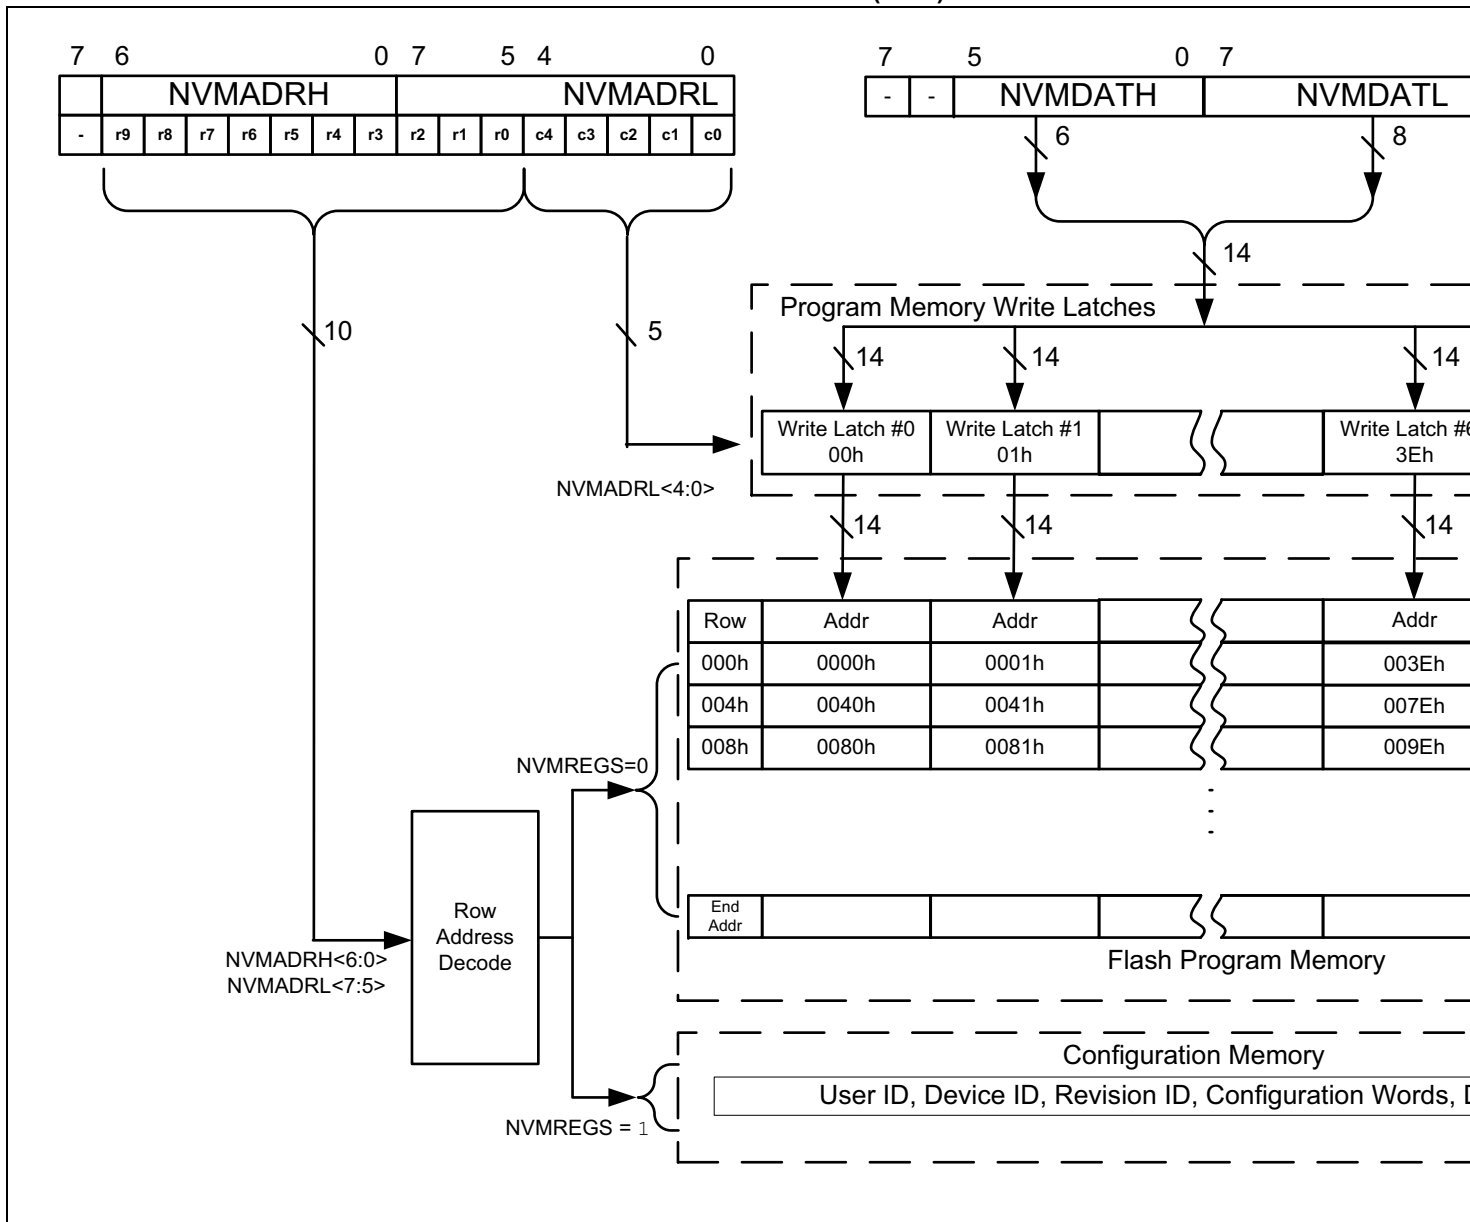 7 6 0 7 5 4 0
NVMADRH NVMADRL
- r9 r8 r7 r6 r5 r4 r3 r2 r1 r0 c4 c3 c2 c1 c0
7 5 0 7
- - NVMDATH NVMDATL
6 8
14
10
5
Program Memory Write Latches
14 14 14
Write Latch #0
00h
Write Latch #1
01h
Write Latch #6
3Eh
NVMADRL<4:0>
14 14 14
Row Addr Addr Addr
000h 0000h 0001h 003Eh
004h 0040h 0041h 007Eh
008h 0080h 0081h 009Eh
NVMREGS=0
End
Addr
Flash Program Memory
Row
Address
Decode
NVMADRH<6:0>
NVMADRL<7:5>
Configuration Memory
User ID, Device ID, Revision ID, Configuration Words,
NVMREGS = 1